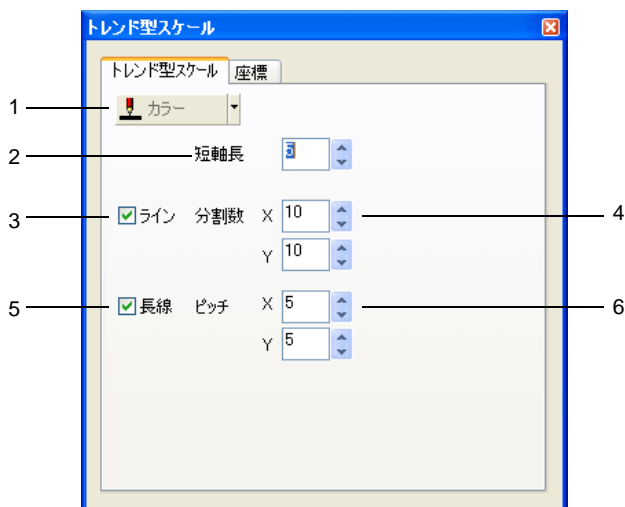 トレンド型スケール
トレンド型スケール 座標
1 カラー
2 短軸長 5
3 ライン 分割数 X 10 4
Y 10
5 長線 ピッチ X 5 6
Y 5